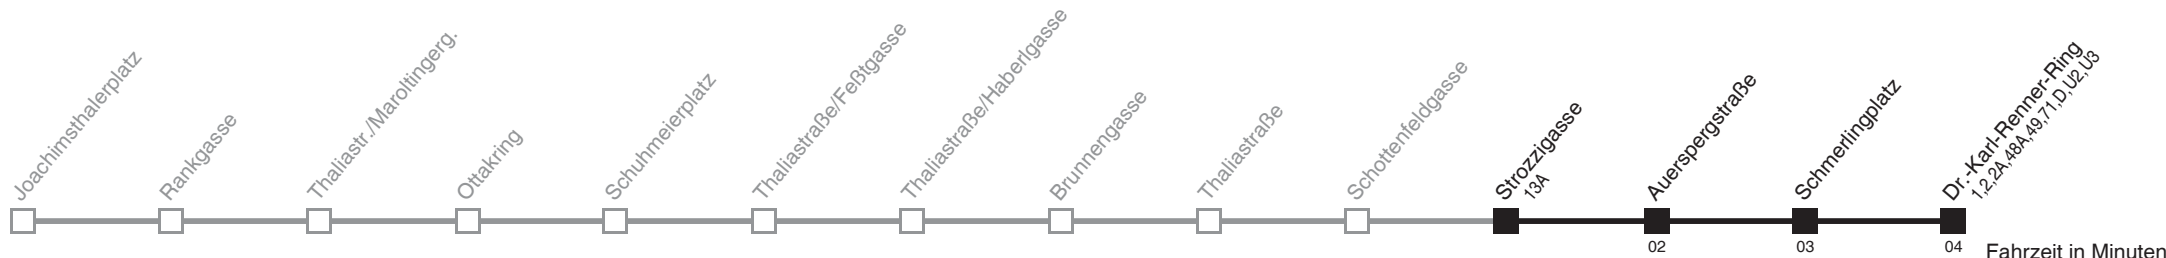 Joachimsthalerplatz
Rankgasse
Thaliastr./Maroltingerg.
Ottakring
Schuhmeierplatz
Thaliastraße/Feßtgasse
Thaliastraße/Haberlgasse
Brunnengasse
Thaliastraße
Schottenfeldgasse
Strozzigasse
13A
Auerspergstraße
Schmerlingplatz
Dr.-Karl-Renner-Ring
1,2,2A,48A,49,71,D,U2,U3
02
03
04
Fahrzeit in Minuten